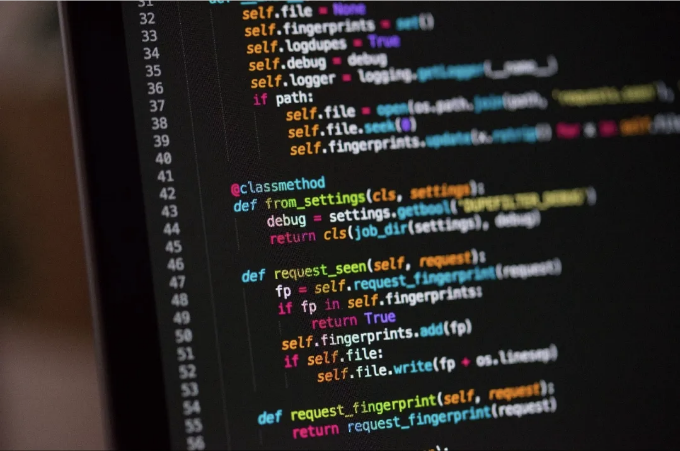 31 def
32 self.file = None
33 self.fingerprints = set()
34 self.logdupes = True
35 self.debug = debug
36 self.logger = logging.getLogger(__name__)
37 if path:
38 self.file = open(os.path.join(path, 'requests.seen'),
39 self.file.seek(0)
40 self.fingerprints.update(x.rstrip() for x in self.file
41
42 @classmethod
43 def from_settings(cls, settings):
44 debug = settings.getbool('DUPEFILTER_DEBUG')
45 return cls(job_dir(settings), debug)
46
47 def request_seen(self, request):
48 fp = self.request_fingerprint(request)
49 if fp in self.fingerprints:
50 return True
51 self.fingerprints.add(fp)
52 if self.file:
53 self.file.write(fp + os.linesep)
54
55 def request_fingerprint(self, request):
56 return request_fingerprint(request)